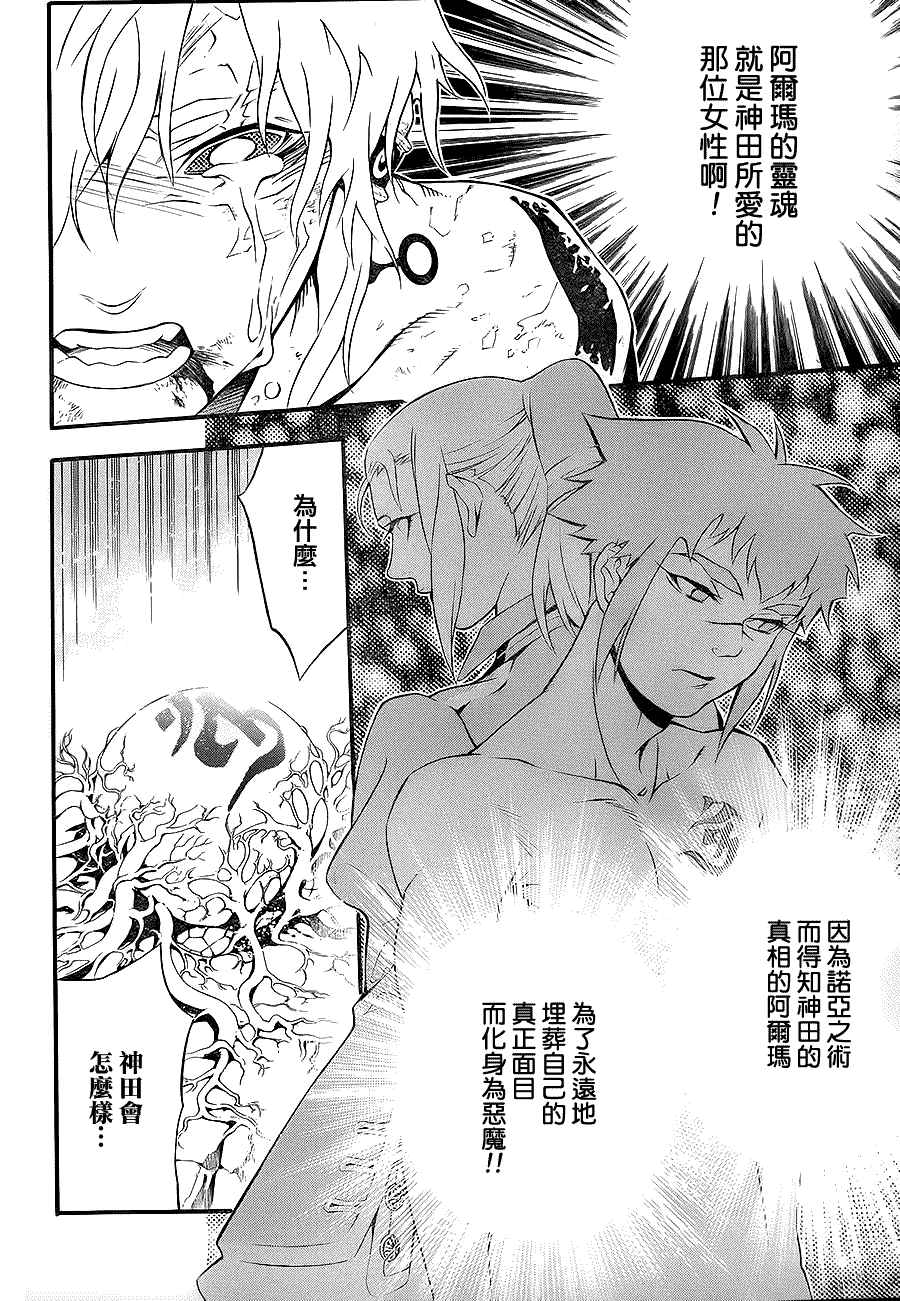 阿爾瑪的靈魂
就是神田所愛的
那位女性啊！
因為諾亞之術
而得知神田的
真相的阿爾瑪
為了永遠地
埋葬自己的
真正面目
而化身為惡魔!!
為什麼…
神田會
怎麼樣…